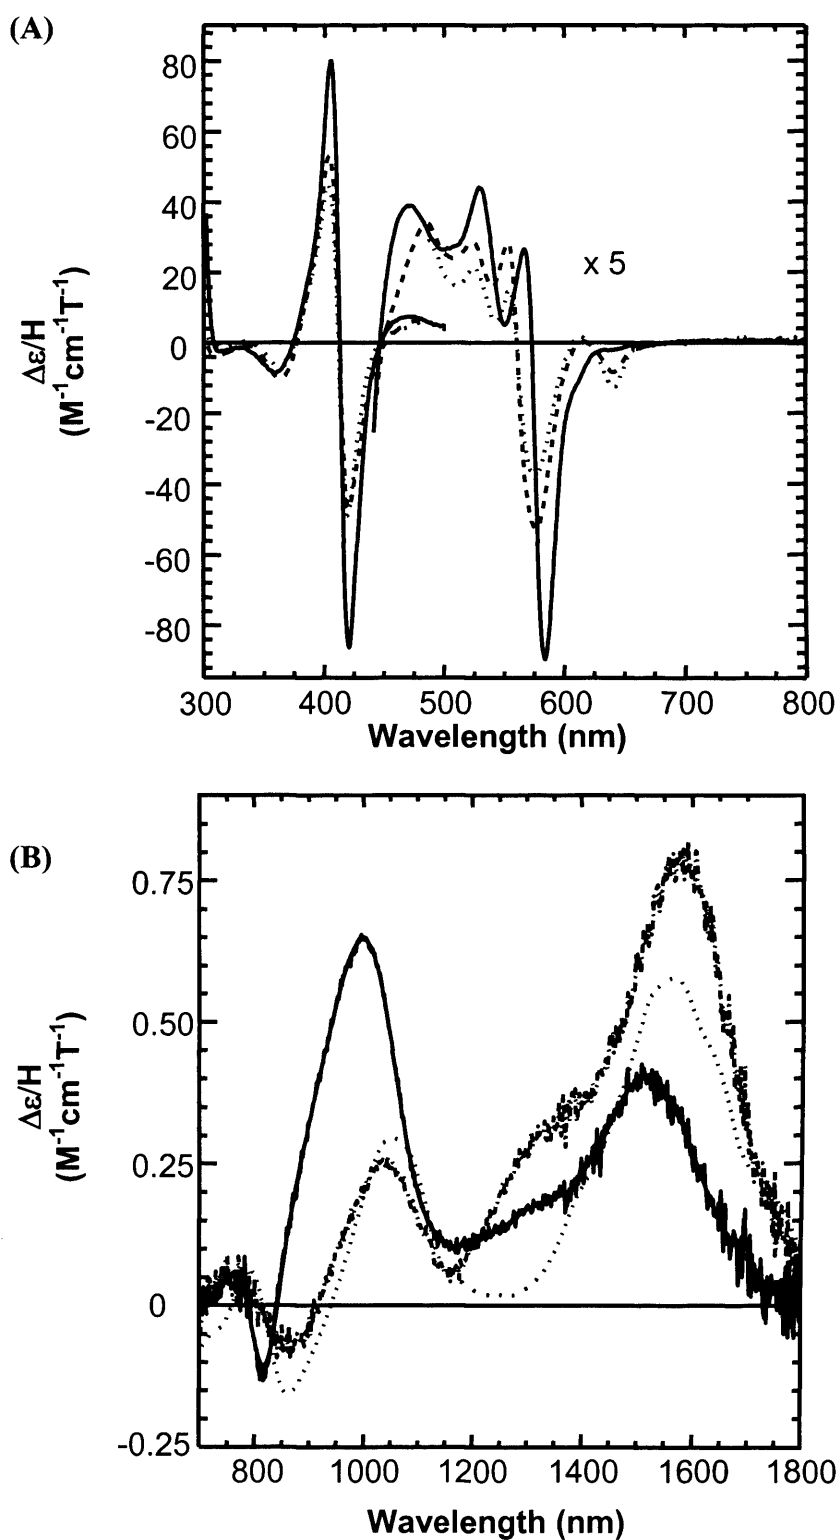 (A)
80
60
40
20
0
-20
-40
-60
-80
Δε/H
(M⁻¹cm⁻¹T⁻¹)
x 5
300 400 500 600 700 800
Wavelength (nm)
(B)
0.75
0.50
0.25
0
-0.25
Δε/H
(M⁻¹cm⁻¹T⁻¹)
800 1000 1200 1400 1600 1800
Wavelength (nm)